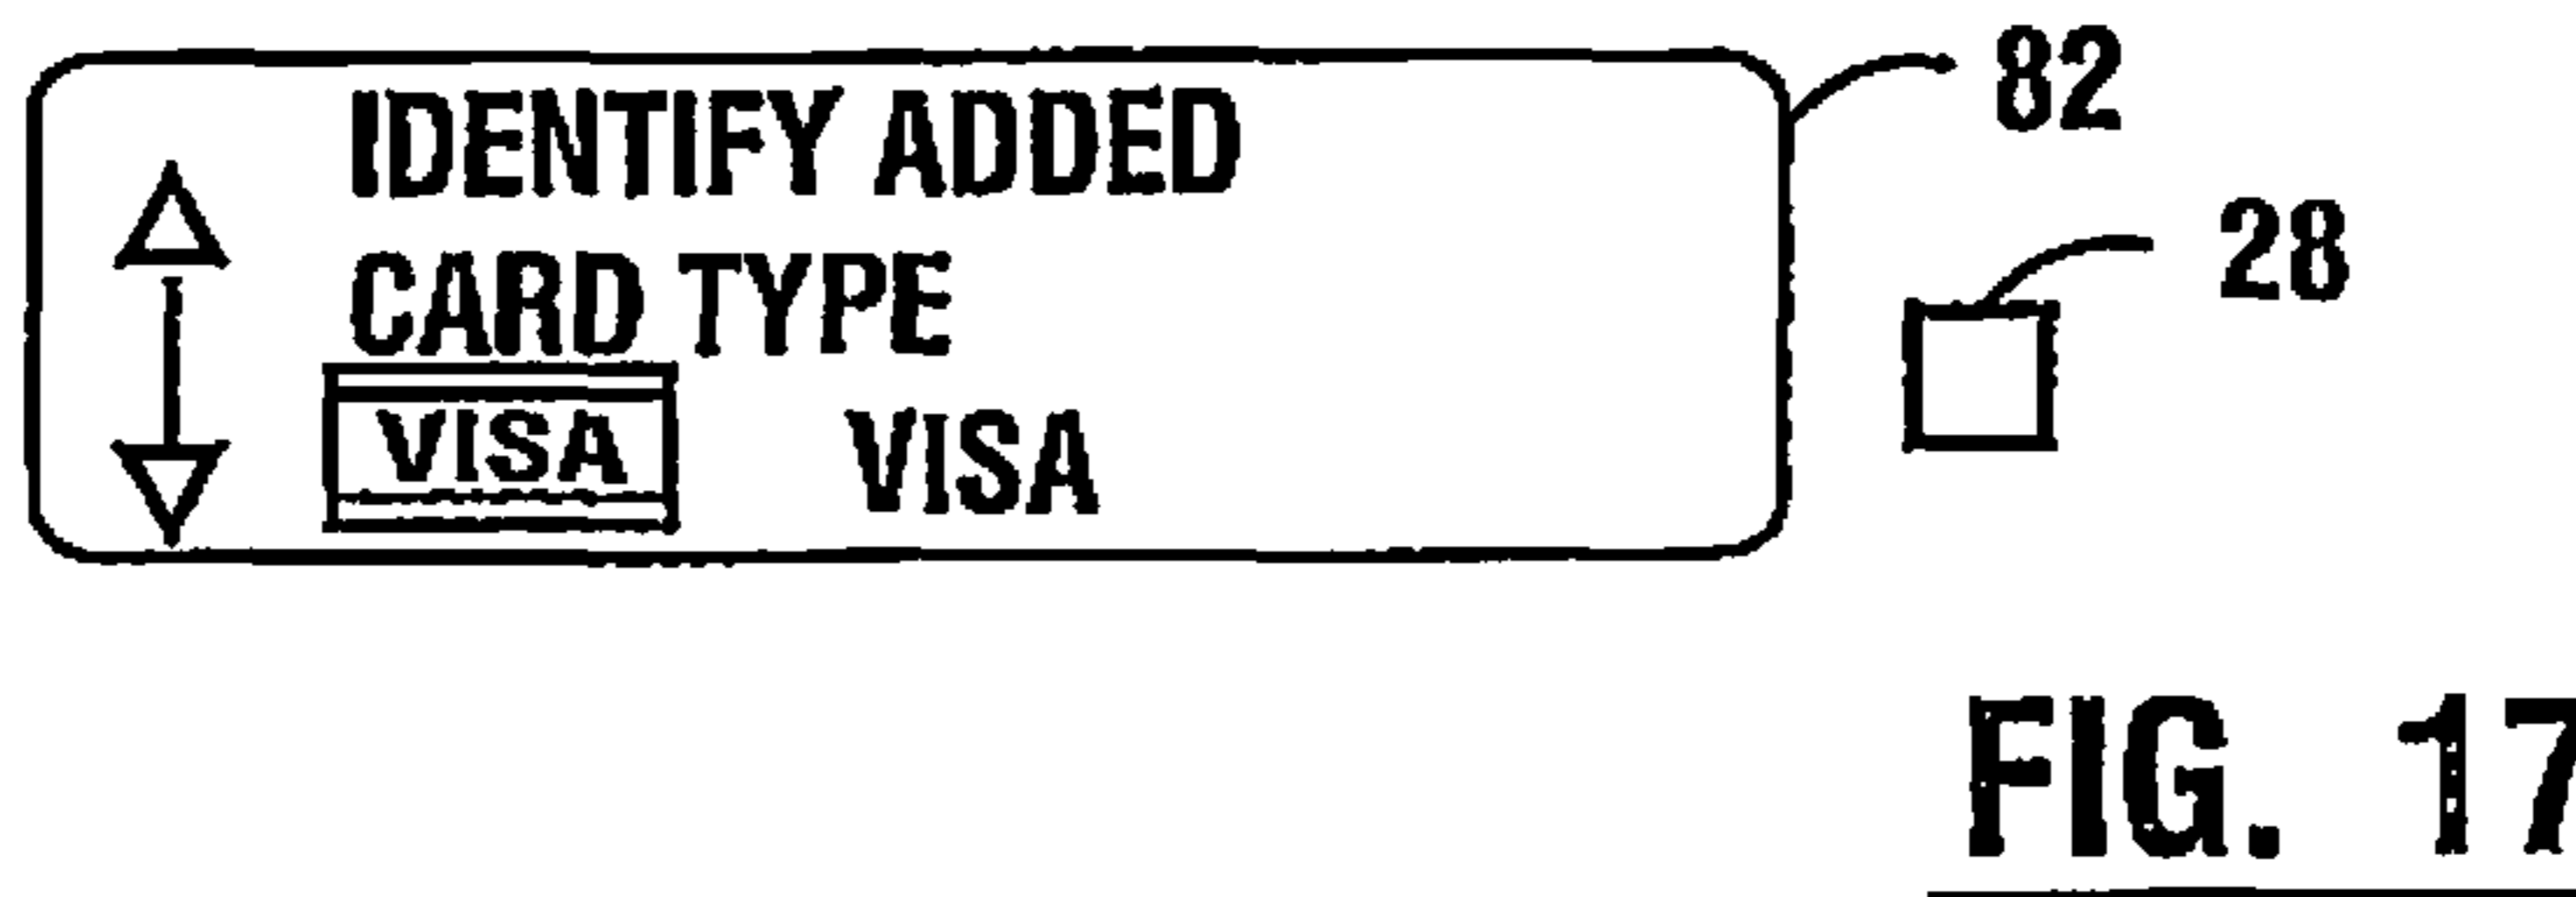 IDENTIFY ADDED
CARD TYPE
VISA VISA
82
28
FIG. 17